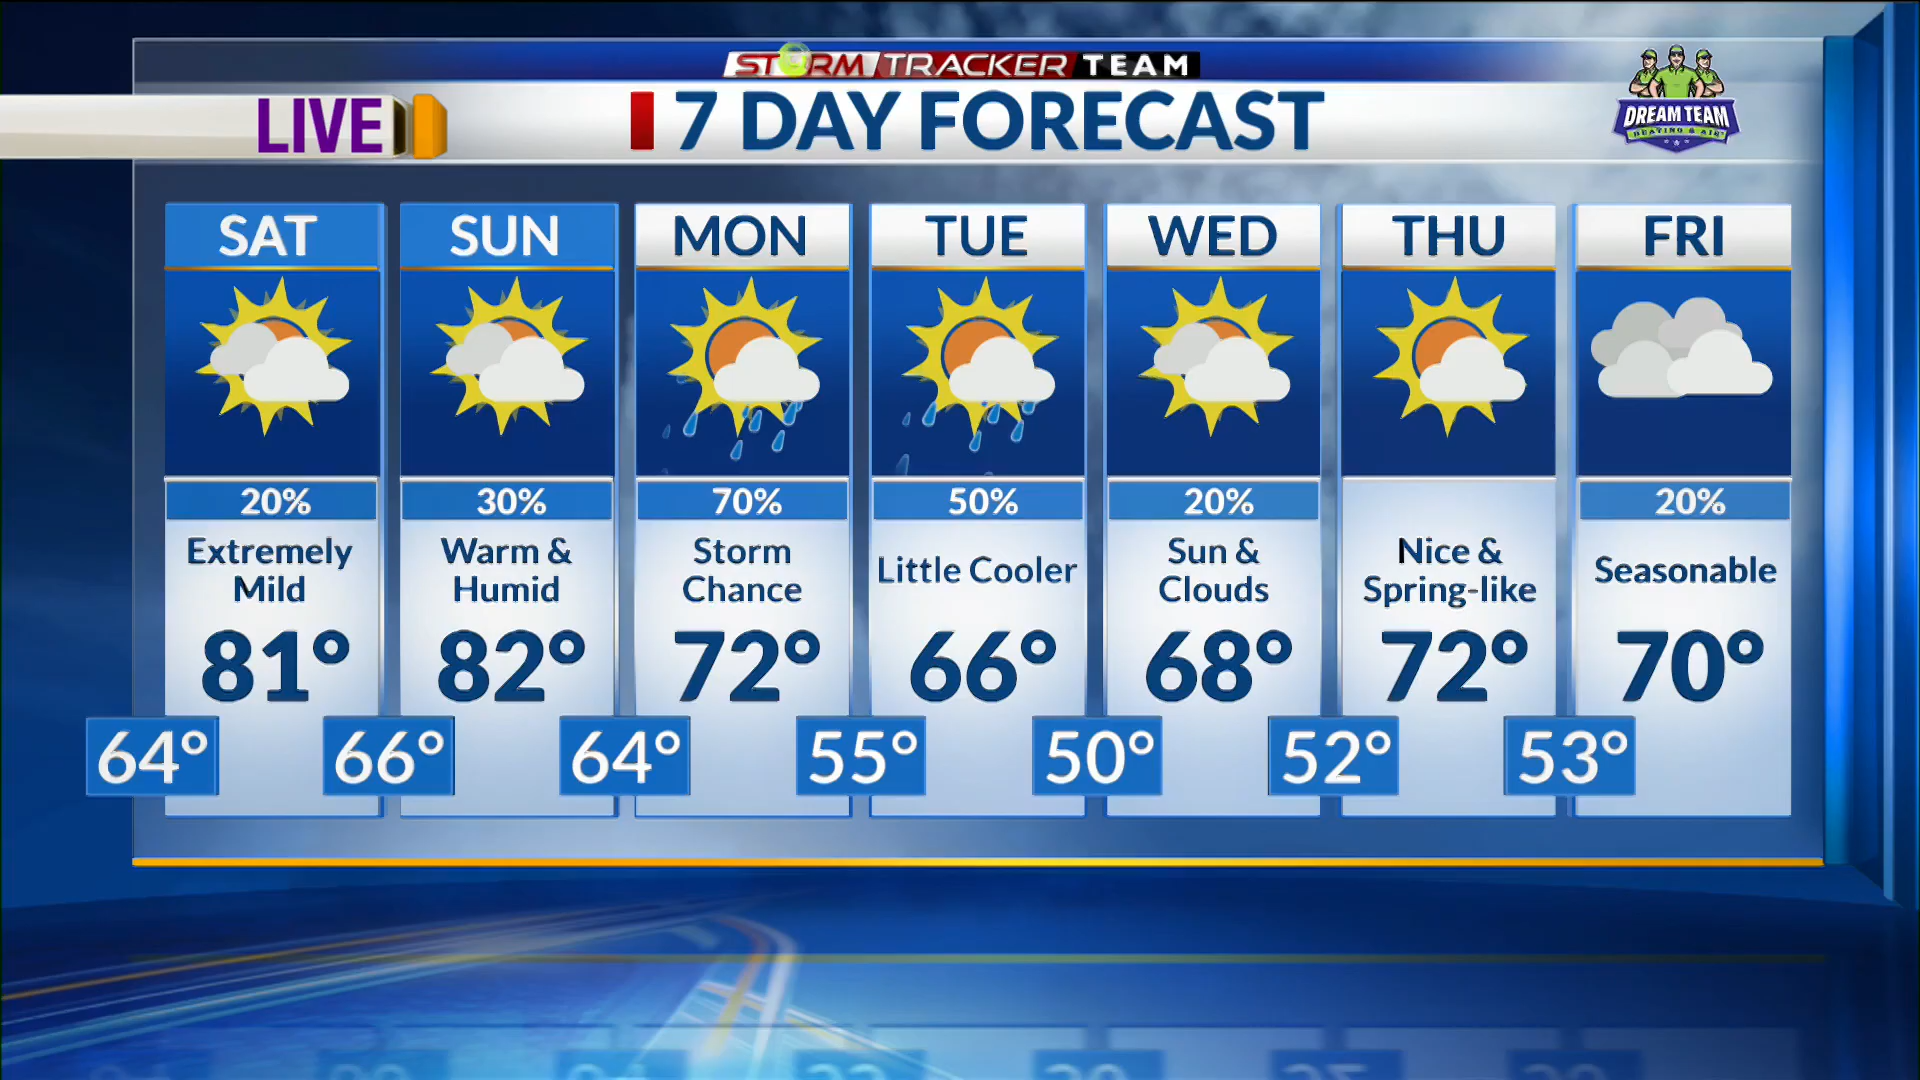 STORM TRACKER TEAM
LIVE
7 DAY FORECAST
DREAM TEAM
HEATING & AIR
SAT SUN MON TUE WED THU FRI
20% 30% 70% 50% 20% 20%
Extremely Mild
Warm & Humid
Storm Chance
Little Cooler
Sun & Clouds
Nice & Spring-like
Seasonable
81° 82° 72° 66° 68° 72° 70°
64° 66° 64° 55° 50° 52° 53°